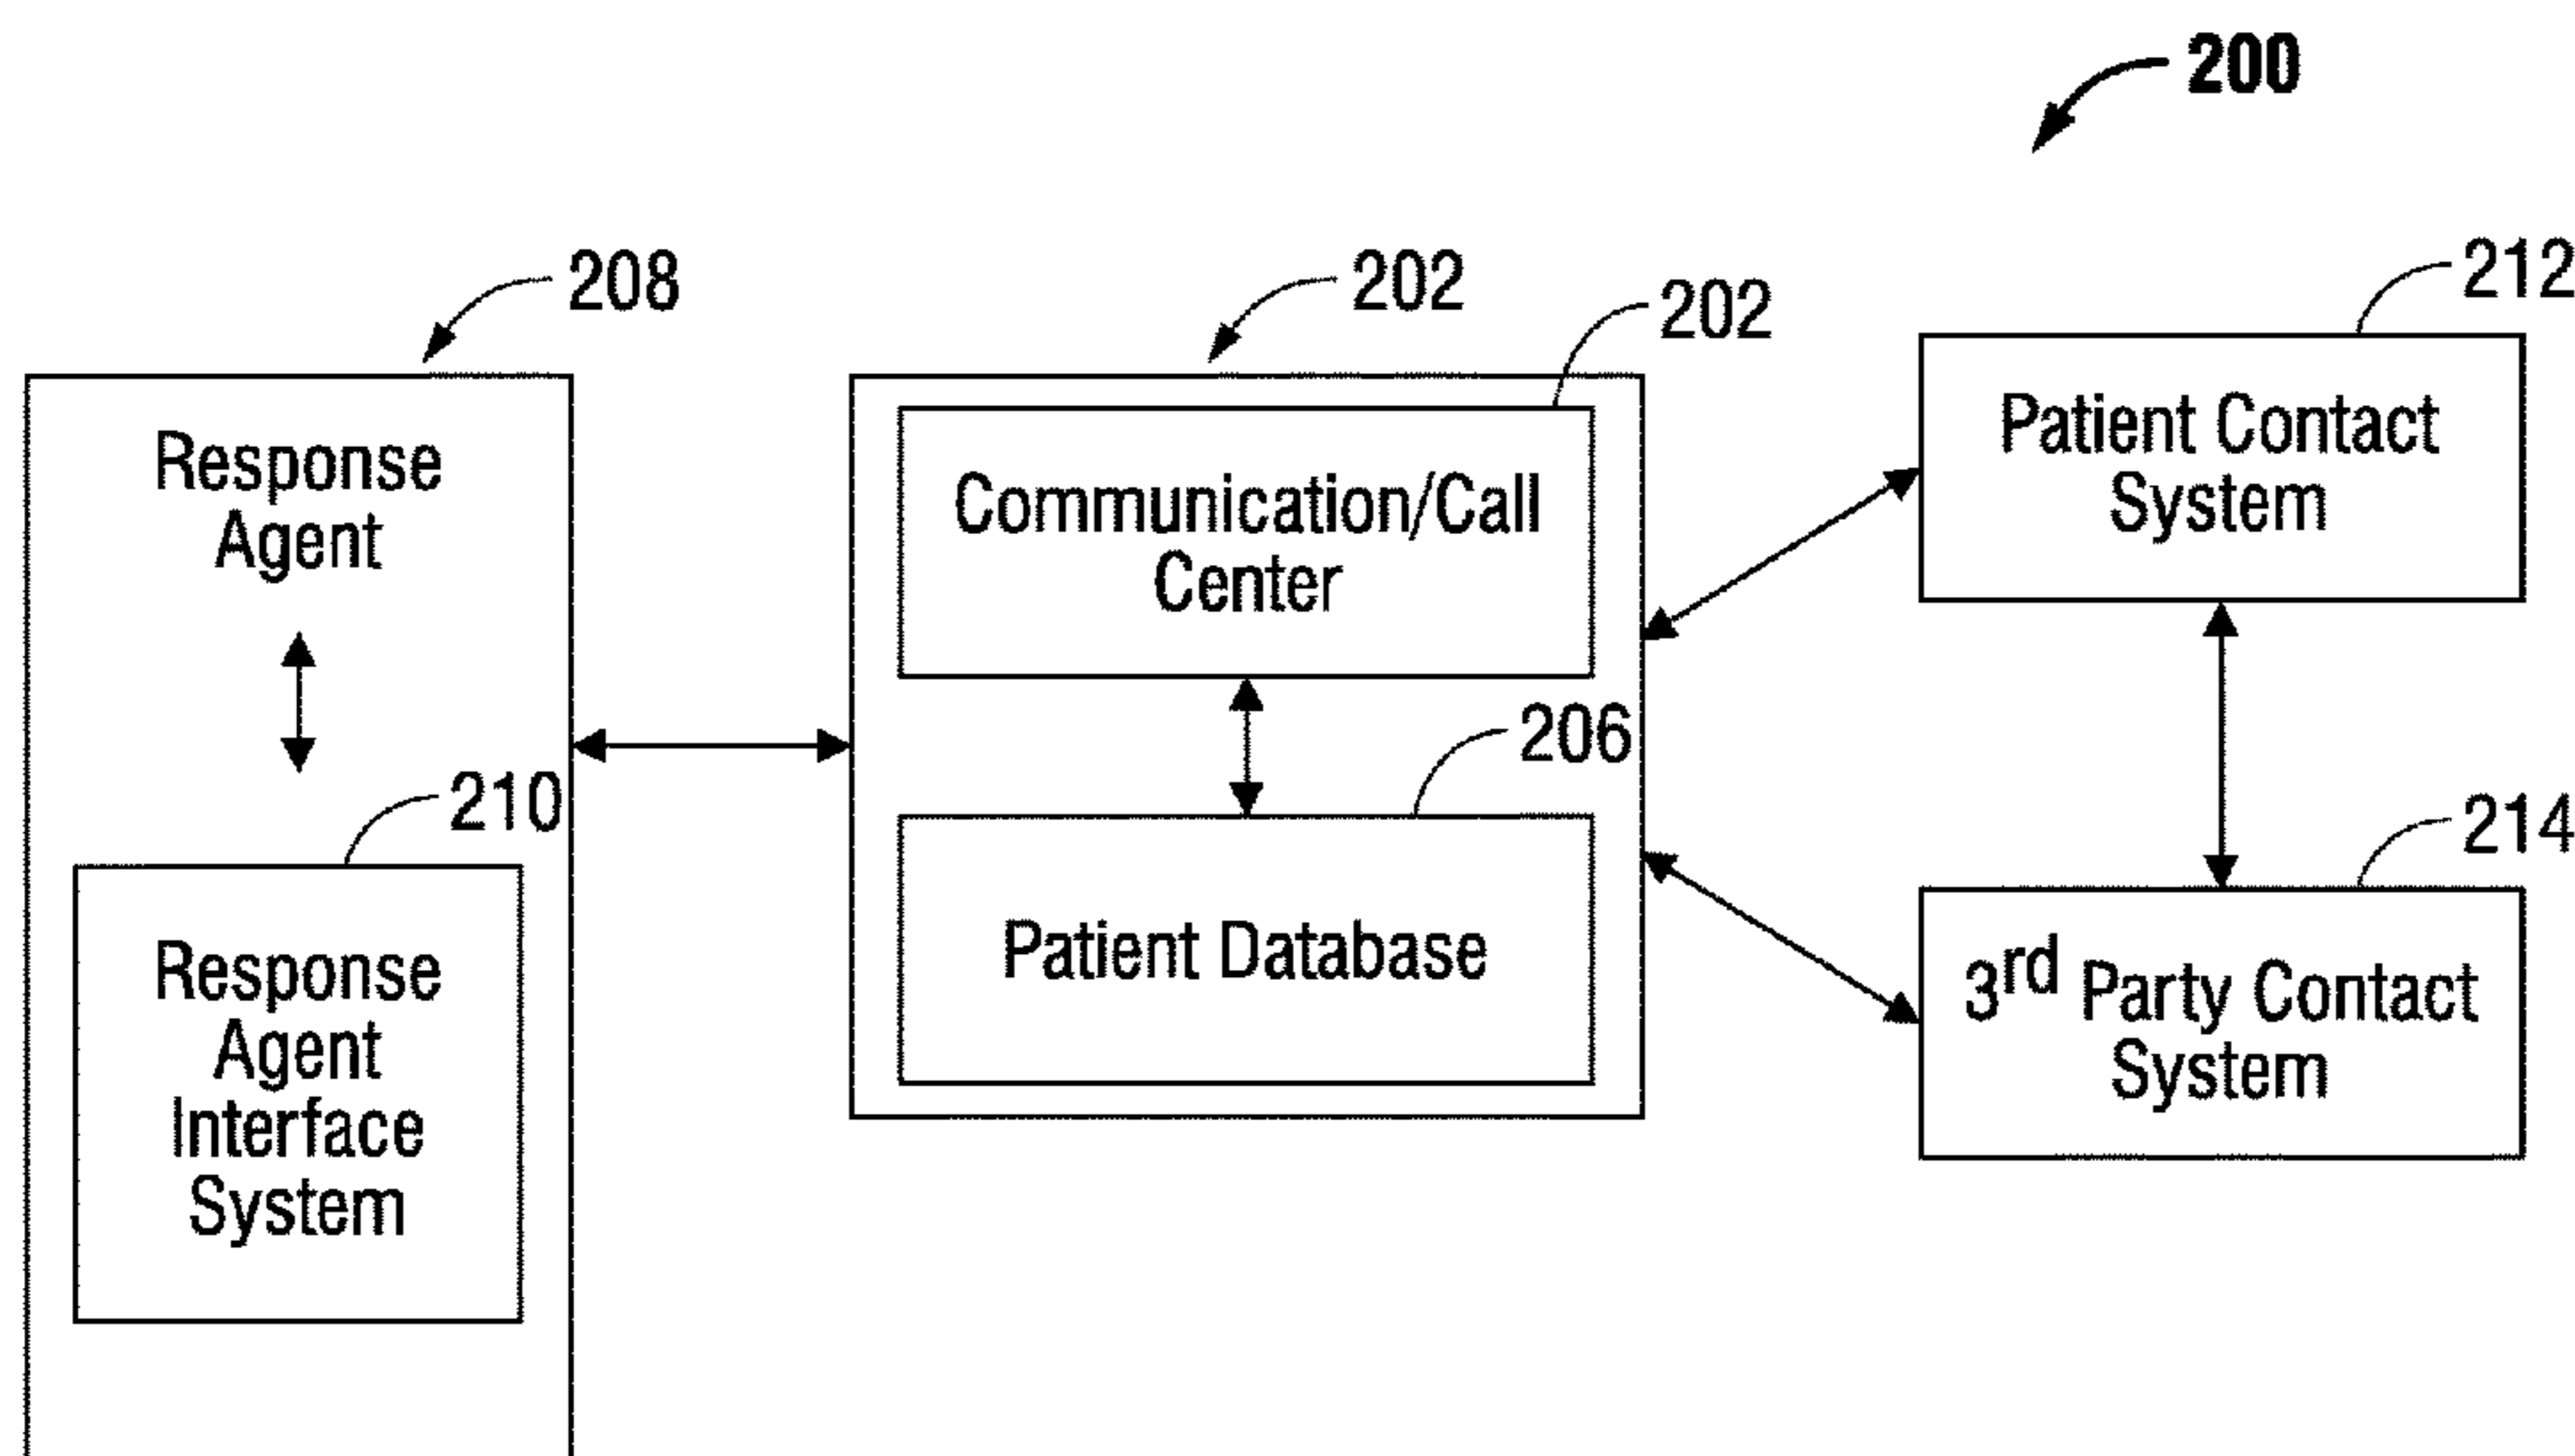 200
208
Response
Agent
210
Response
Agent
Interface
System
202
202
Communication/Call
Center
206
Patient Database
212
Patient Contact
System
214
3rd Party Contact
System